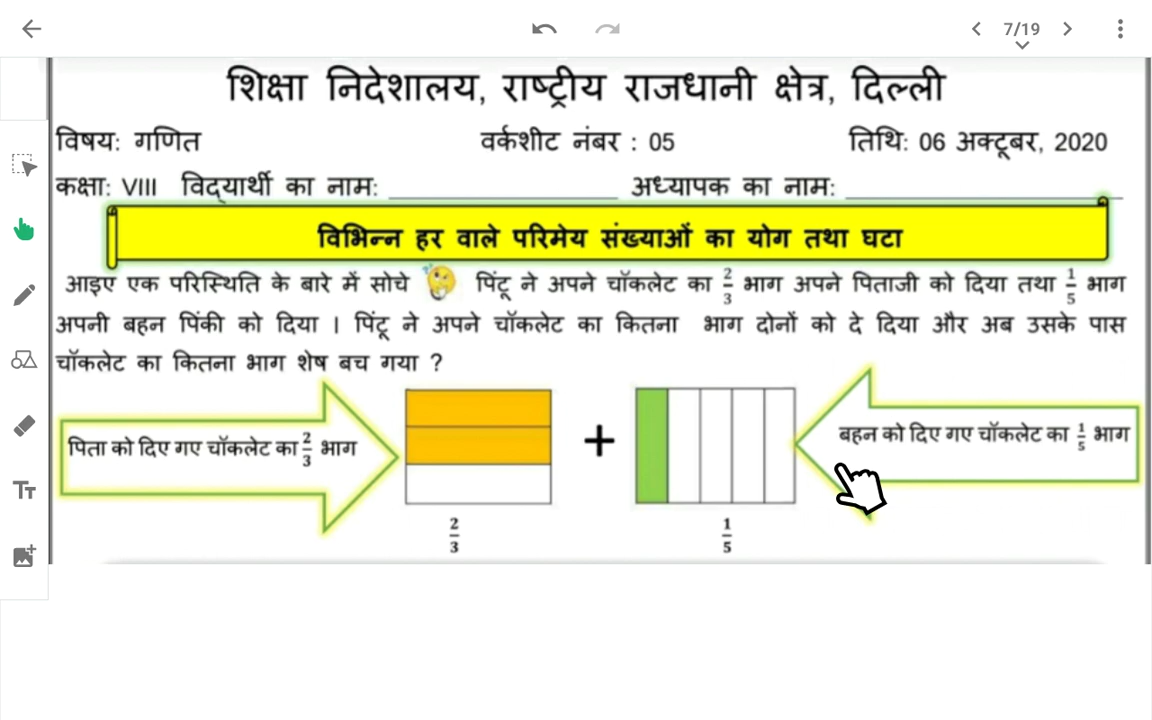 7/19
शिक्षा निदेशालय, राष्ट्रीय राजधानी क्षेत्र, दिल्ली
विषय: गणित वर्कशीट नंबर : 05 तिथि: 06 अक्टूबर, 2020
कक्षा: VIII विद्यार्थी का नाम: ____________________ अध्यापक का नाम: ____________________
विभिन्न हर वाले परिमेय संख्याओं का योग तथा घटा
आइए एक परिस्थिति के बारे में सोचे पिंटू ने अपने चॉकलेट का 2/3 भाग अपने पिताजी को दिया तथा 1/5 भाग
अपनी बहन पिंकी को दिया । पिंटू ने अपने चॉकलेट का कितना भाग दोनों को दे दिया और अब उसके पास
चॉकलेट का कितना भाग शेष बच गया ?
पिता को दिए गए चॉकलेट का 2/3 भाग
+
बहन को दिए गए चॉकलेट का 1/5 भाग
2/3 1/5
Tт